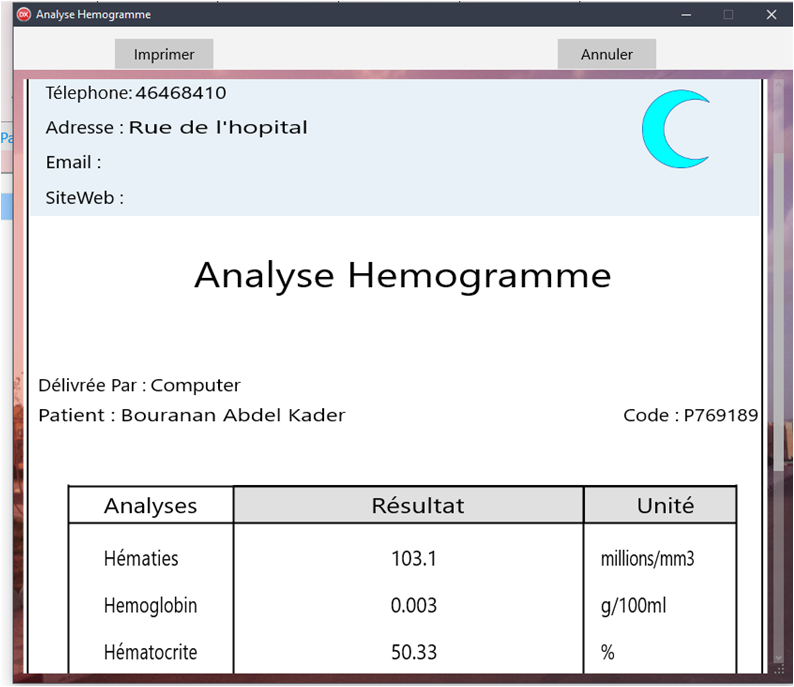 DX Analyse Hemogramme
Imprimer Annuler
Pa
Télephone: 46468410
Adresse : Rue de l'hopital
Email :
SiteWeb :
Analyse Hemogramme
Délivrée Par : Computer
Patient : Bouranan Abdel Kader Code : P769189
Analyses Résultat Unité
Hématies 103.1 millions/mm3
Hemoglobin 0.003 g/100ml
Hématocrite 50.33 %